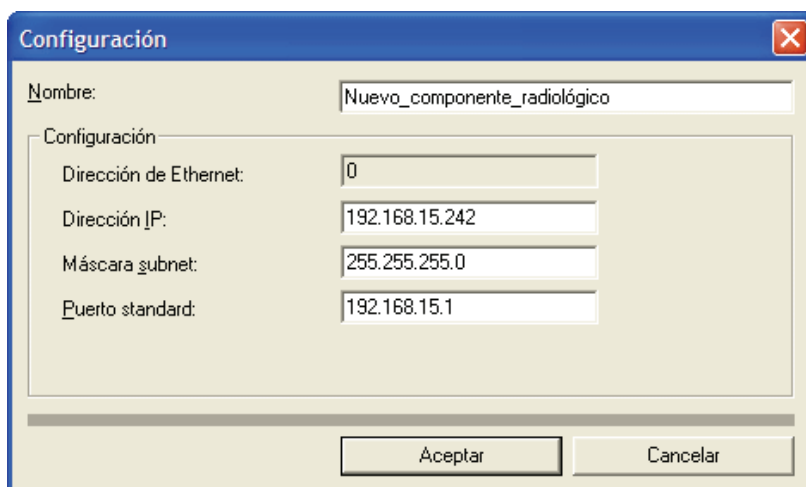 Configuración
Nombre: Nuevo_componente_radiológico
Configuración
Dirección de Ethernet: 0
Dirección IP: 192.168.15.242
Máscara subnet: 255.255.255.0
Puerto standard: 192.168.15.1
Aceptar Cancelar